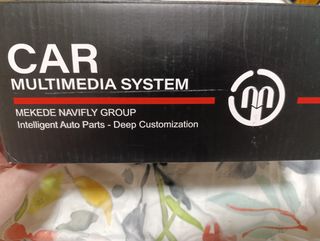 CAR
MULTIMEDIA SYSTEM
MEKEDE NAVIFLY GROUP
Intelligent Auto Parts - Deep Customization